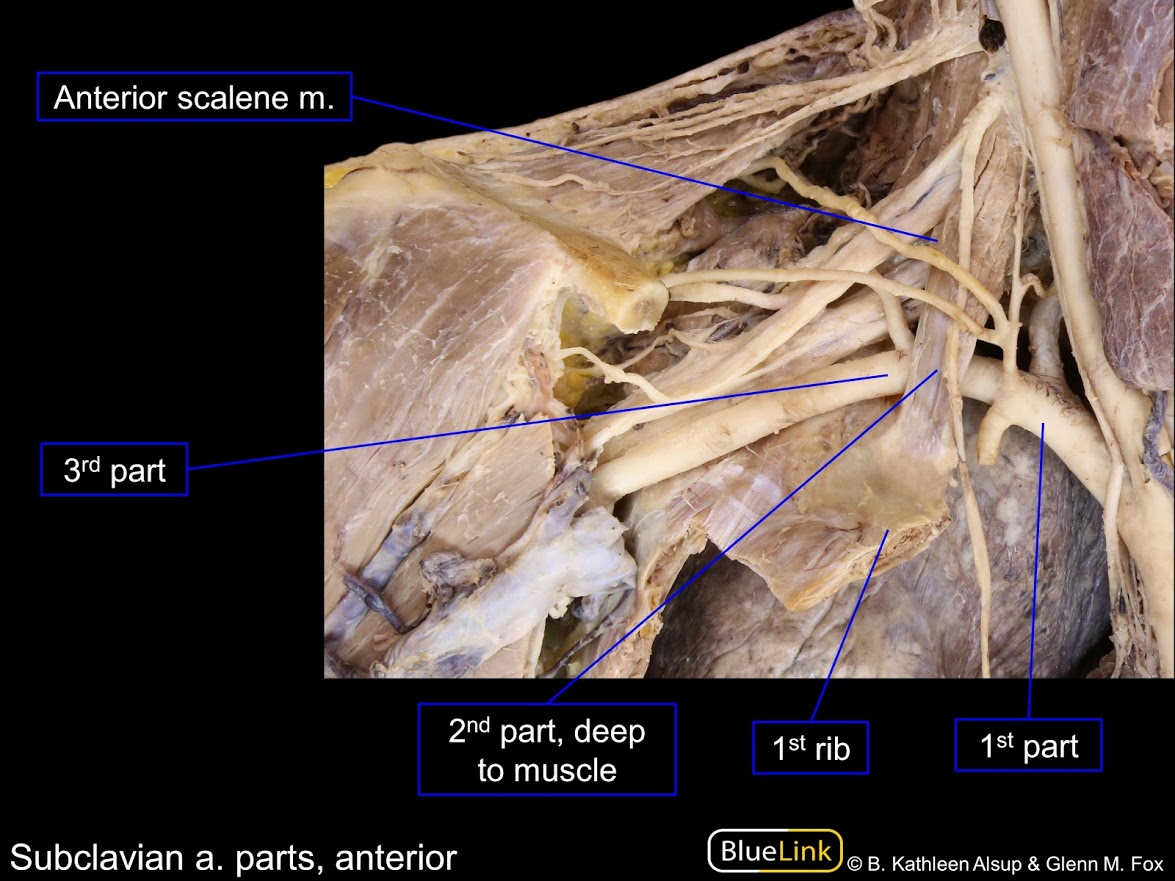 Anterior scalene m.
3rd part
2nd part, deep
to muscle
1st rib
1st part
Subclavian a. parts, anterior
BlueLink
© B. Kathleen Alsup & Glenn M. Fox